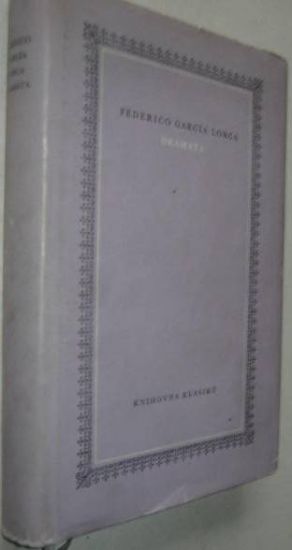 FEDERICO GARCÍA LORCA
DRAMATA
KNIHOVNA KLASIKŮ